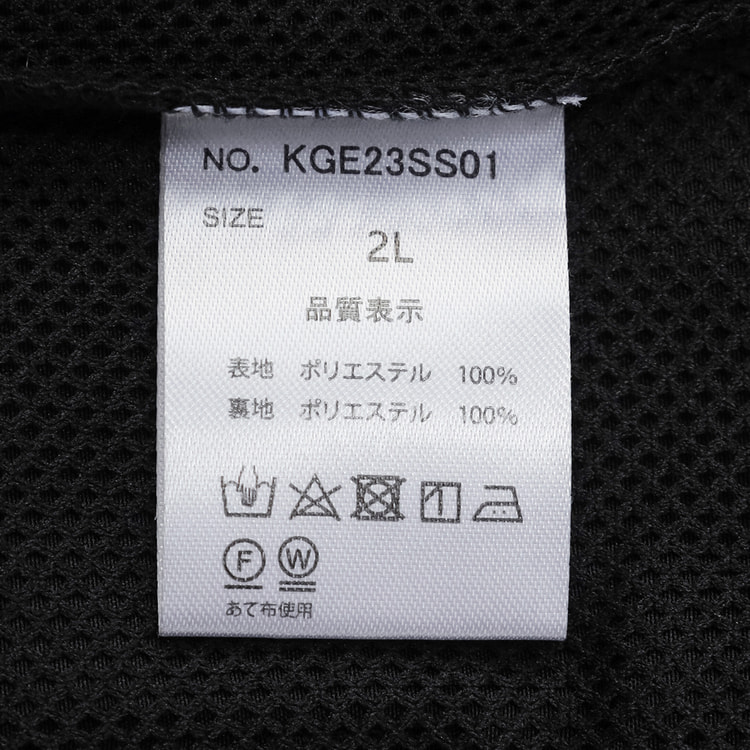 NO. KGE23SS01
SIZE
2L
品質表示
表地 ポリエステル 100%
裏地 ポリエステル 100%
F W
あて布使用